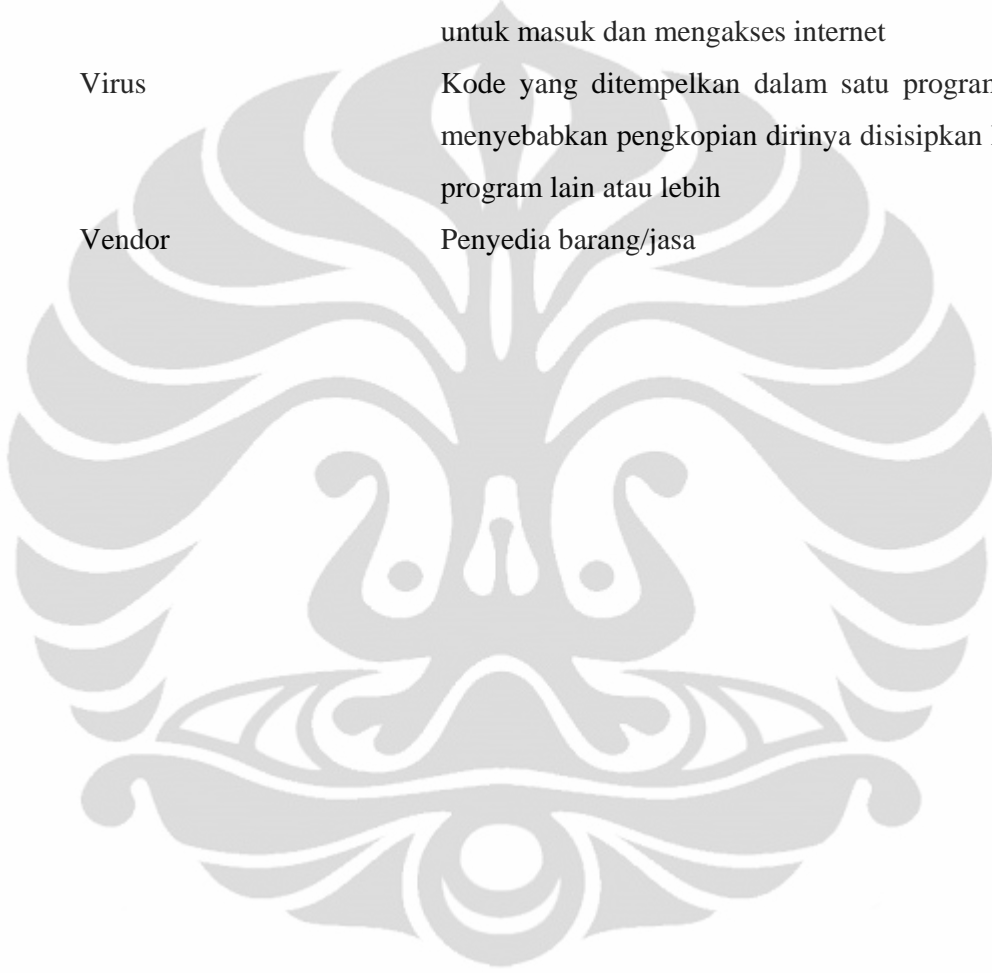 untuk masuk dan mengakses internet
Virus Kode yang ditempelkan dalam satu program
menyebabkan pengkopian dirinya disisipkan
program lain atau lebih
Vendor Penyedia barang/jasa